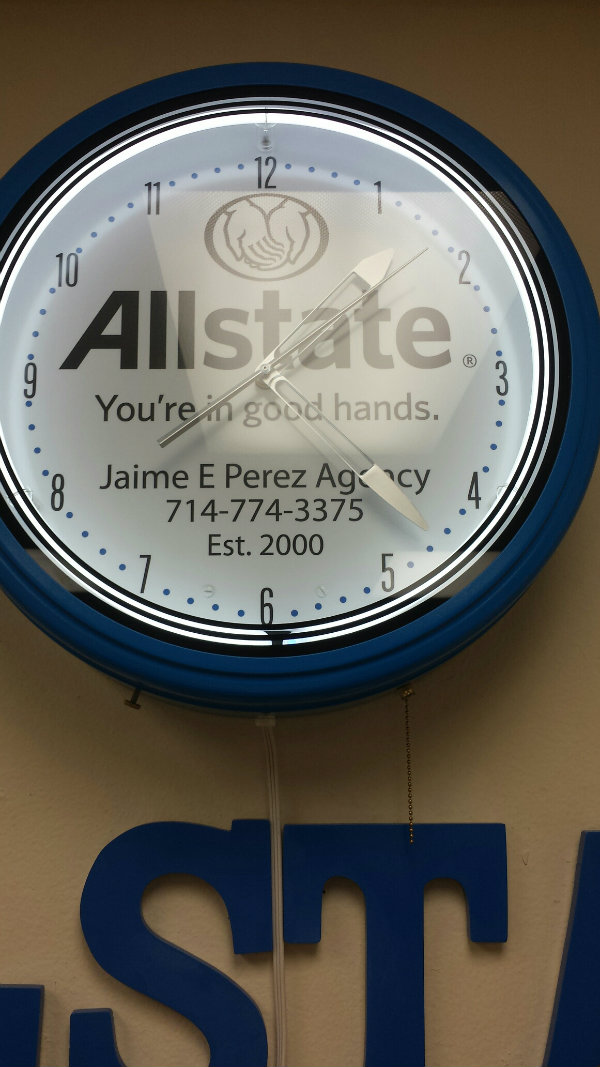 12
11 1
10 2
Allstate®
9 3
You're in good hands.
Jaime E Perez Agency
8 4
714-774-3375
Est. 2000
7 5
6
ST